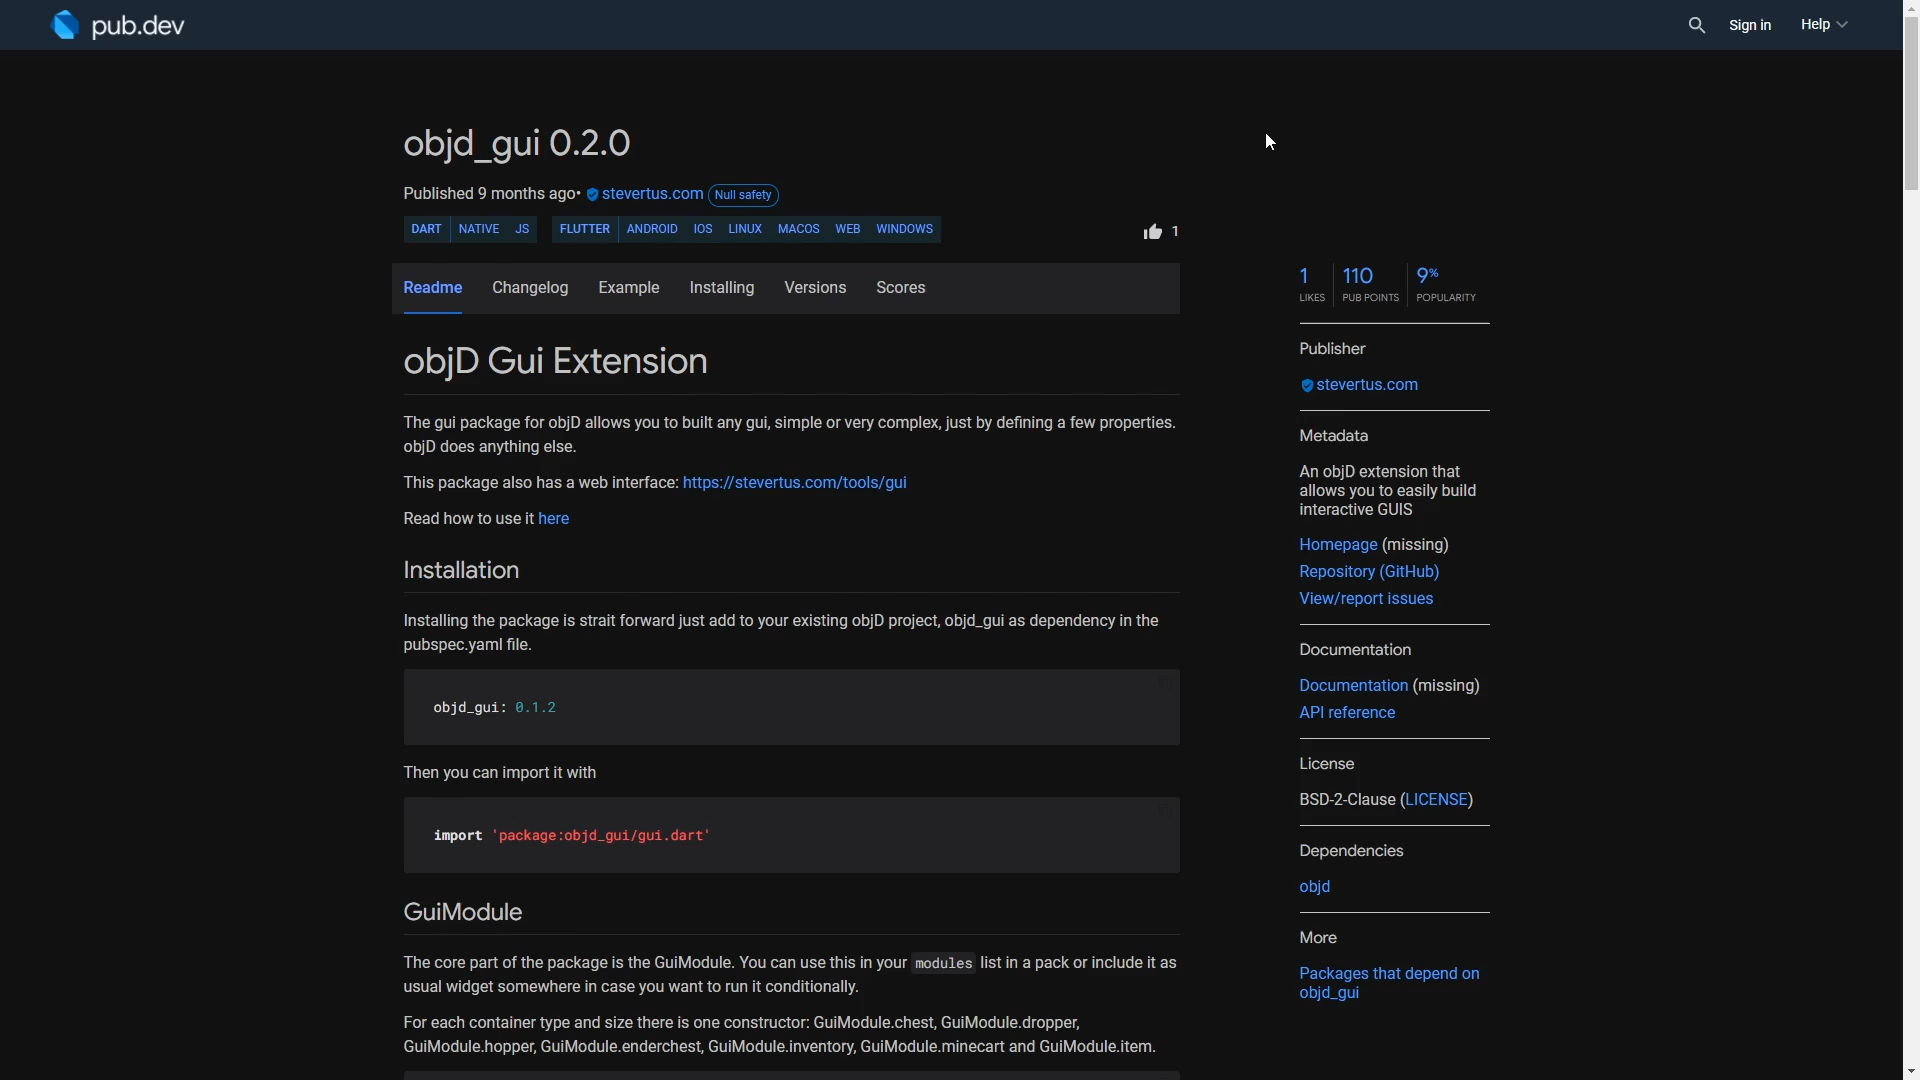 pub.dev
Sign in
Help
objd_gui 0.2.0
Published 9 months ago• stevertus.com Null safety
DART NATIVE JS FLUTTER ANDROID IOS LINUX MACOS WEB WINDOWS
1
Readme Changelog Example Installing Versions Scores
objD Gui Extension
The gui package for objD allows you to built any gui, simple or very complex, just by defining a few properties.
objD does anything else.
This package also has a web interface: https://stevertus.com/tools/gui
Read how to use it here
Installation
Installing the package is strait forward just add to your existing objD project, objd_gui as dependency in the
pubspec.yaml file.
objd_gui: 0.1.2
Then you can import it with
import 'package:objd_gui/gui.dart'
GuiModule
The core part of the package is the GuiModule. You can use this in your modules list in a pack or include it as
usual widget somewhere in case you want to run it conditionally.
For each container type and size there is one constructor: GuiModule.chest, GuiModule.dropper,
GuiModule.hopper, GuiModule.enderchest, GuiModule.inventory, GuiModule.minecart and GuiModule.item.
1 110 9%
LIKES PUB POINTS POPULARITY
Publisher
stevertus.com
Metadata
An objD extension that
allows you to easily build
interactive GUIS
Homepage (missing)
Repository (GitHub)
View/report issues
Documentation
Documentation (missing)
API reference
License
BSD-2-Clause (LICENSE)
Dependencies
objd
More
Packages that depend on
objd_gui